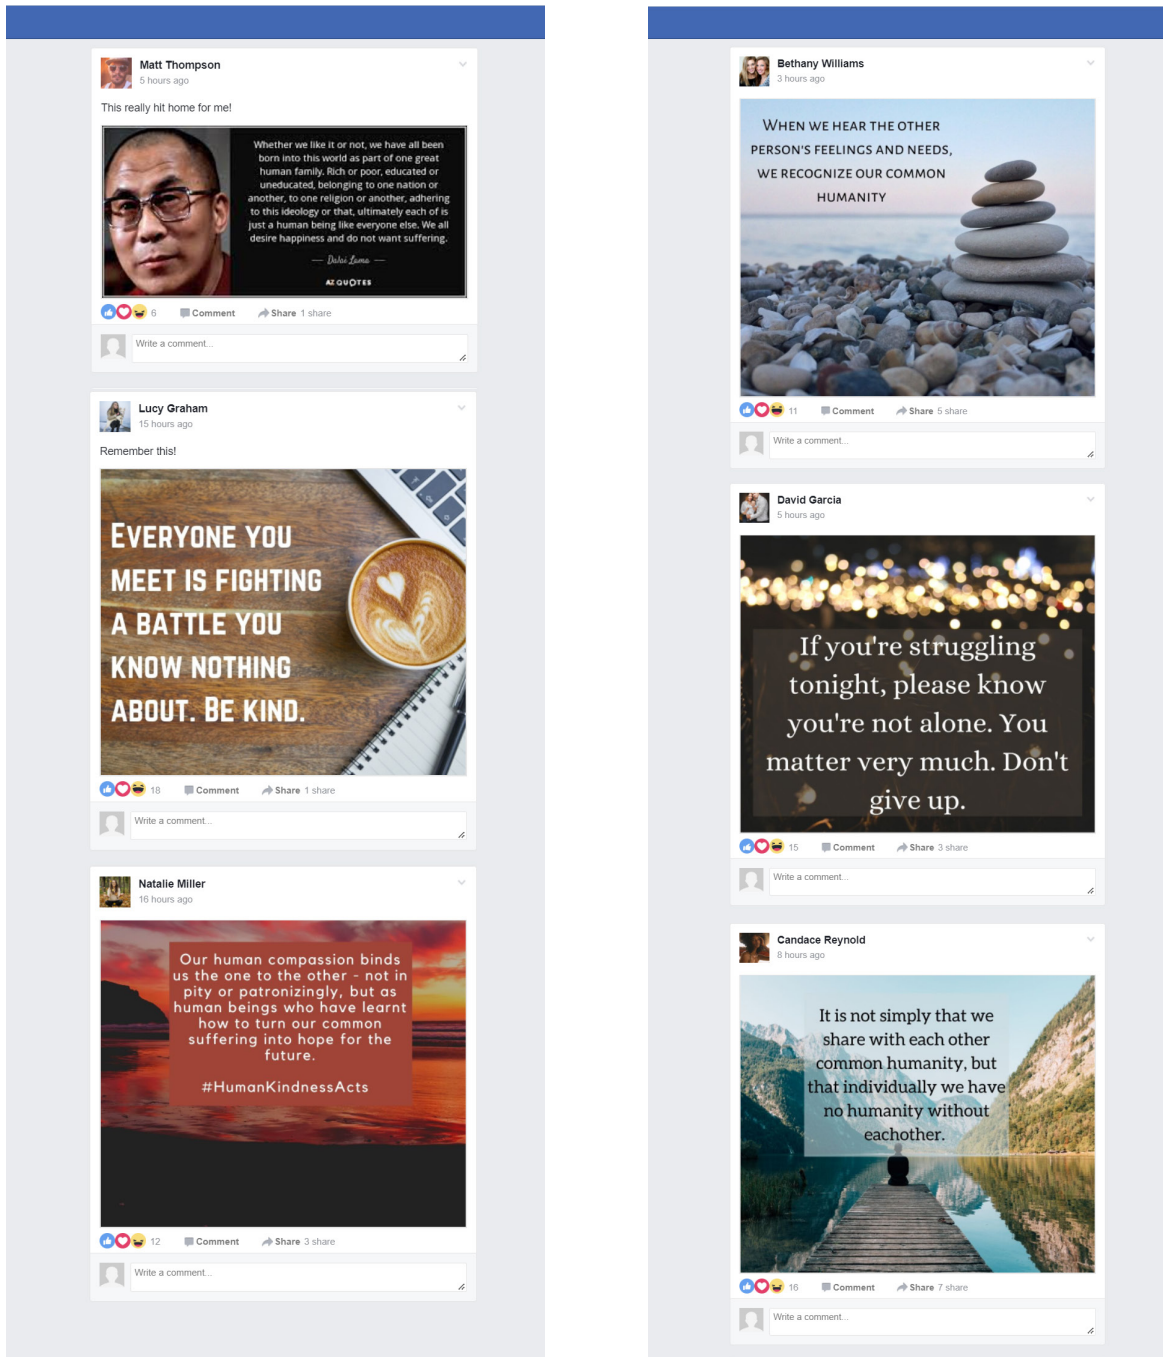 Matt Thompson
5 hours ago
This really hit home for me!
Whether we like it or not, we have all been
born into this world as part of one great
human family. Rich or poor, educated or
uneducated, belonging to one nation or
another, to one religion or another, adhering
to this ideology or that, ultimately each of is
just a human being like everyone else. We all
desire happiness and do not want suffering.
— Dalai Lama —
AZ QUOTES
6 Comment Share 1 share
Write a comment...
Lucy Graham
15 hours ago
Remember this!
EVERYONE YOU
MEET IS FIGHTING
A BATTLE YOU
KNOW NOTHING
ABOUT. BE KIND.
18 Comment Share 1 share
Write a comment...
Natalie Miller
16 hours ago
Our human compassion binds
us the one to the other - not in
pity or patronizingly, but as
human beings who have learnt
how to turn our common
suffering into hope for the
future.
#HumanKindnessActs
12 Comment Share 3 share
Write a comment...
Bethany Williams
3 hours ago
WHEN WE HEAR THE OTHER
PERSON'S FEELINGS AND NEEDS,
WE RECOGNIZE OUR COMMON
HUMANITY
11 Comment Share 5 share
Write a comment...
David Garcia
5 hours ago
If you're struggling
tonight, please know
you're not alone. You
matter very much. Don't
give up.
15 Comment Share 3 share
Write a comment...
Candace Reynold
8 hours ago
It is not simply that we
share with each other
common humanity, but
that individually we have
no humanity without
eachother.
16 Comment Share 7 share
Write a comment...